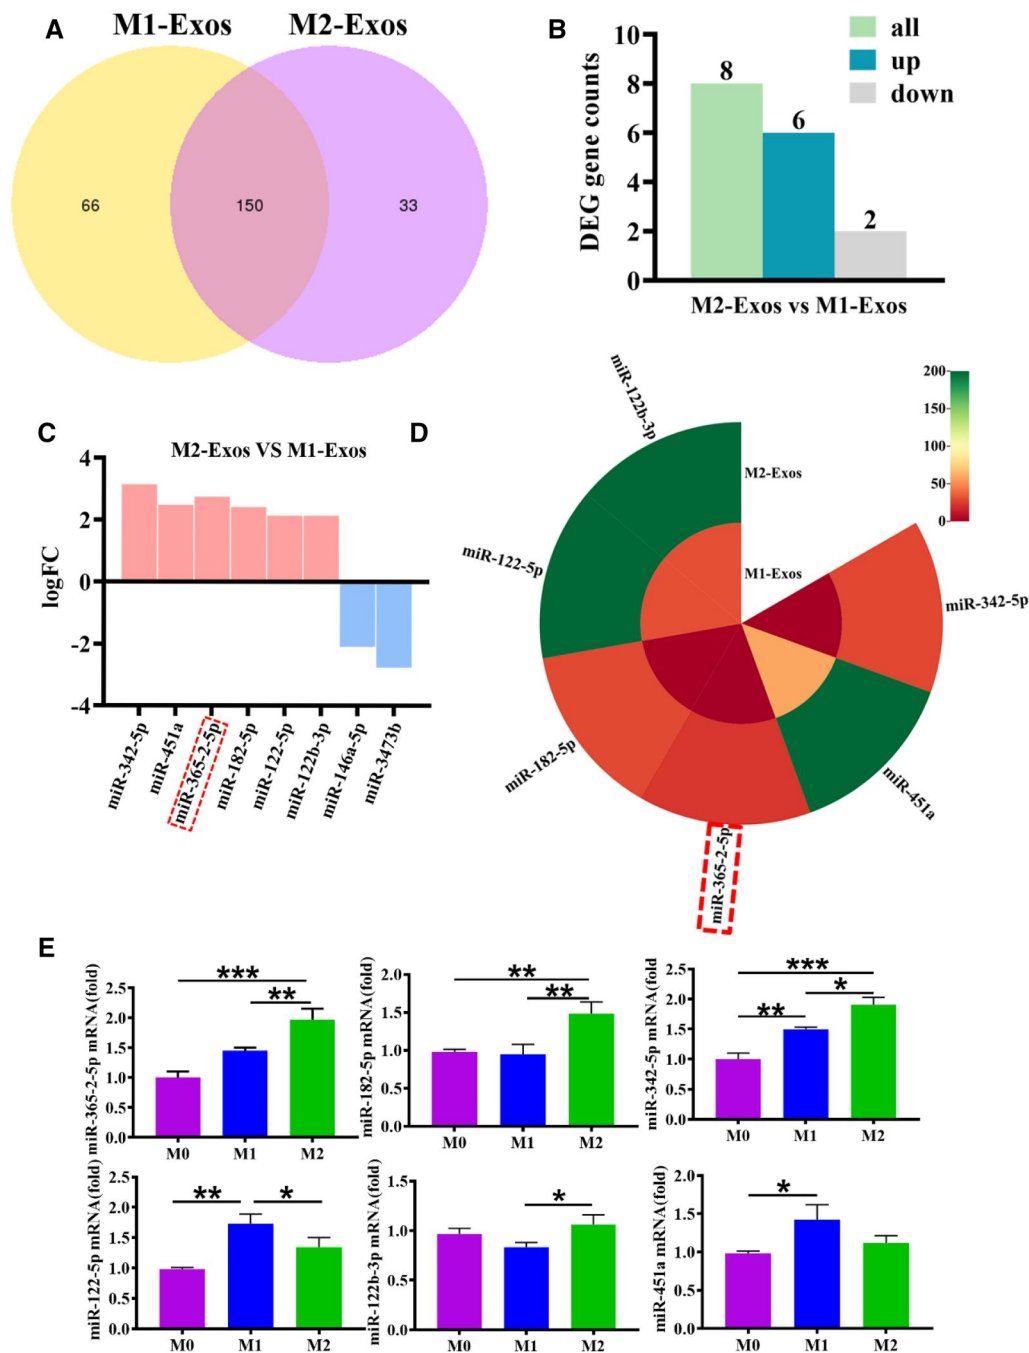 A
M1-Exos
M2-Exos
66
150
33
B
all
up
down
DEG gene counts
10
8
6
4
2
0
8
6
2
M2-Exos vs M1-Exos
C
M2-Exos VS M1-Exos
logFC
4
2
0
-2
-4
miR-342-5p
miR-451a
miR-365-2-5p
miR-182-5p
miR-122-5p
miR-122b-3p
miR-146a-5p
miR-3473b
D
miR-122b-3p
M2-Exos
miR-122-5p
M1-Exos
miR-342-5p
miR-182-5p
miR-451a
miR-365-2-5p
200
150
100
50
0
E
miR-365-2-5p mRNA(fold)
2.5
2.0
1.5
1.0
0.5
0.0
***
**
M0 M1 M2
miR-182-5p mRNA(fold)
2.0
1.5
1.0
0.5
0.0
**
**
M0 M1 M2
miR-342-5p mRNA(fold
2.5
2.0
1.5
1.0
0.5
0.0
***
*
**
M0 M1 M2
miR-122-5p mRNA(fold)
2.5
2.0
1.5
1.0
0.5
0.0
** *
M0 M1 M2
miR-122b-3p mRNA(fold)
1.5
1.0
0.5
0.0
*
M0 M1 M2
miR-451a mRNA(fold)
2.0
1.5
1.0
0.5
0.0
*
M0 M1 M2